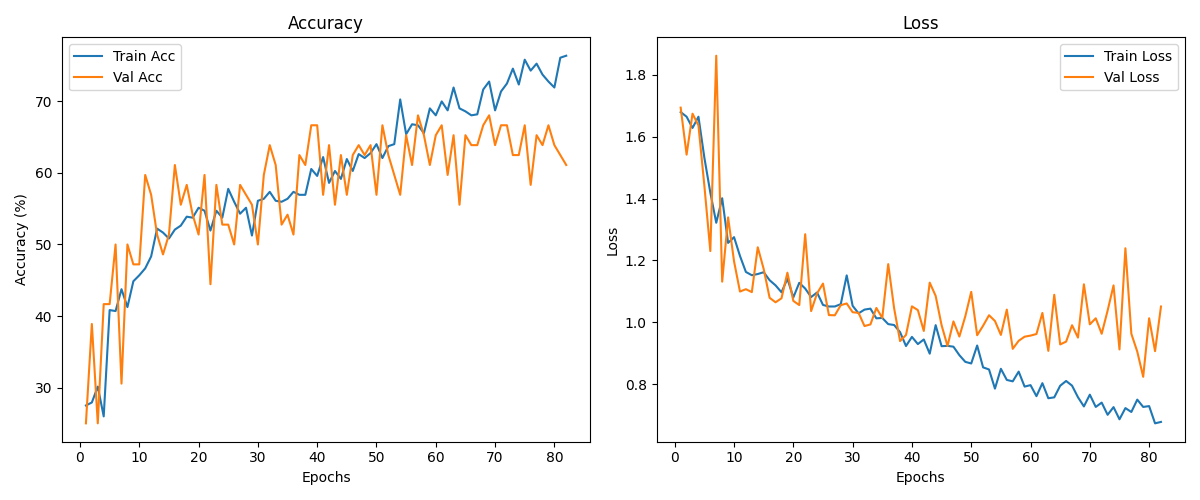 Accuracy
Train Acc
Val Acc
Accuracy (%)
70
60
50
40
30
0 10 20 30 40 50 60 70 80
Epochs
Loss
Train Loss
Val Loss
Loss
1.8
1.6
1.4
1.2
1.0
0.8
0 10 20 30 40 50 60 70 80
Epochs